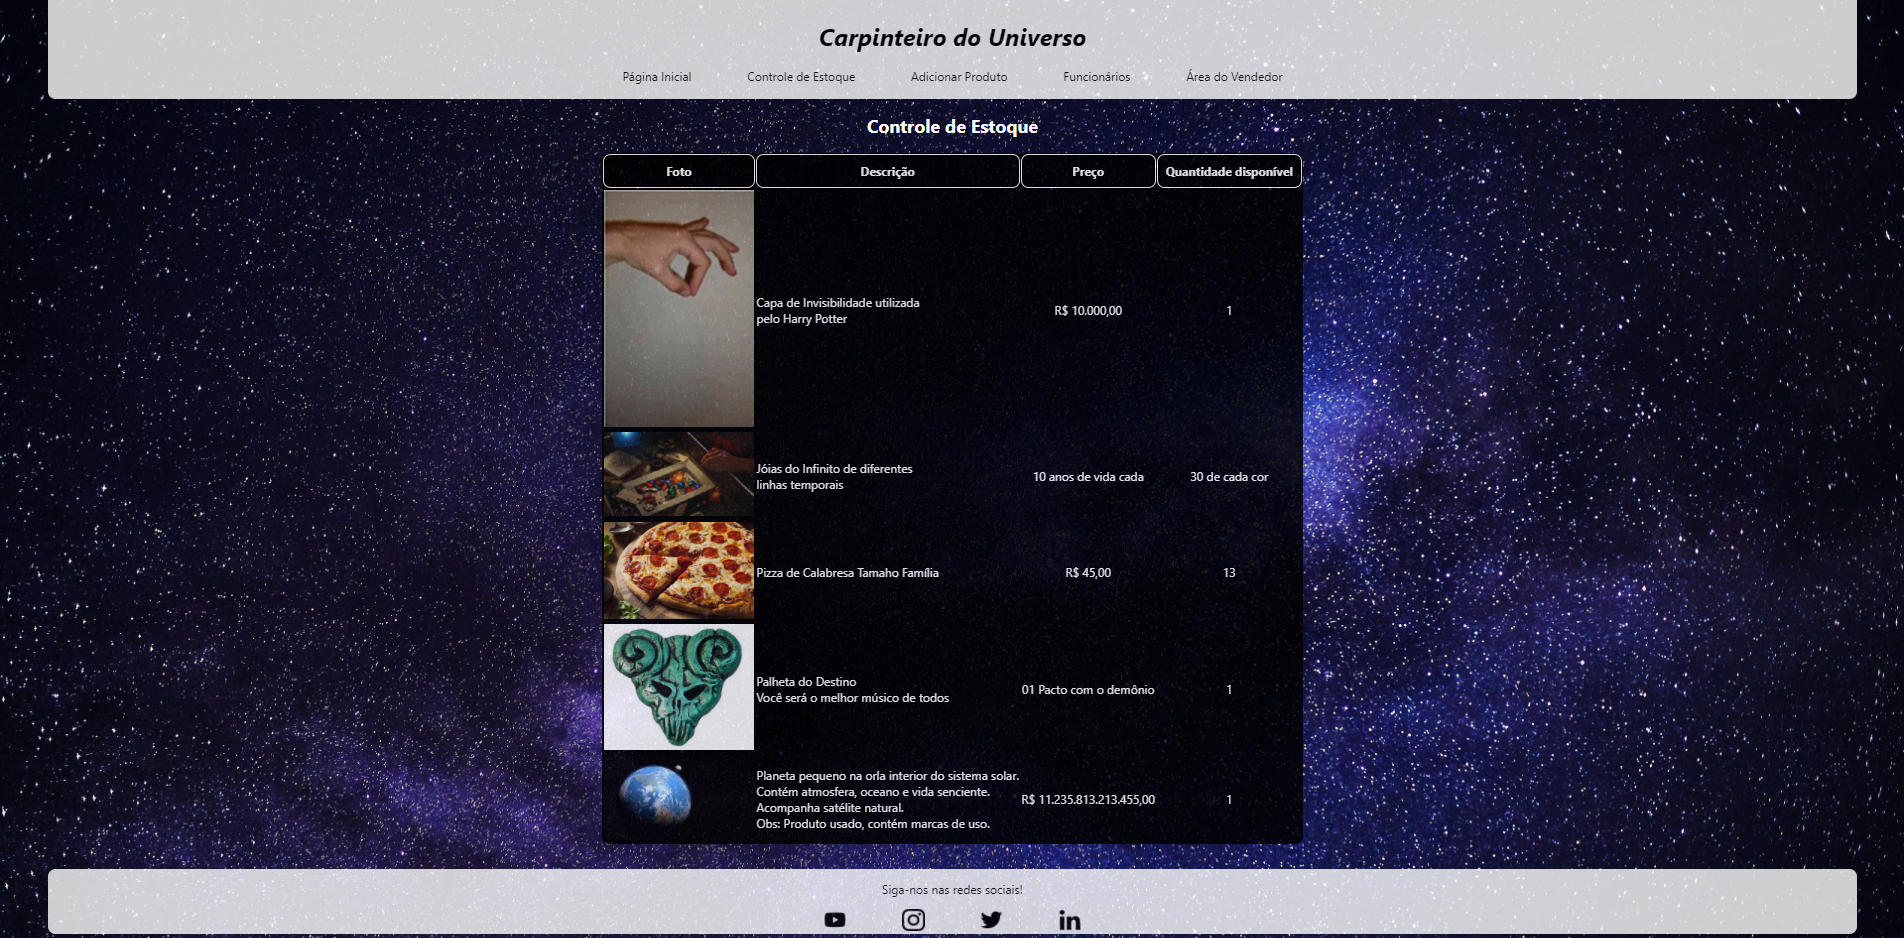 Carpinteiro do Universo
Página Inicial Controle de Estoque Adicionar Produto Funcionários Área do Vendedor
Controle de Estoque
Foto Descrição Preço Quantidade disponível
Capa de Invisibilidade utilizada
pelo Harry Potter
R$ 10.000,00 1
Jóias do Infinito de diferentes
linhas temporais
10 anos de vida cada 30 de cada cor
Pizza de Calabresa Tamaho Família R$ 45,00 13
Palheta do Destino
Você será o melhor músico de todos
01 Pacto com o demônio 1
Planeta pequeno na orla interior do sistema solar.
Contém atmosfera, oceano e vida senciente.
Acompanha satélite natural.
Obs: Produto usado, contém marcas de uso.
R$ 11.235.813.213.455,00 1
Siga-nos nas redes sociais!